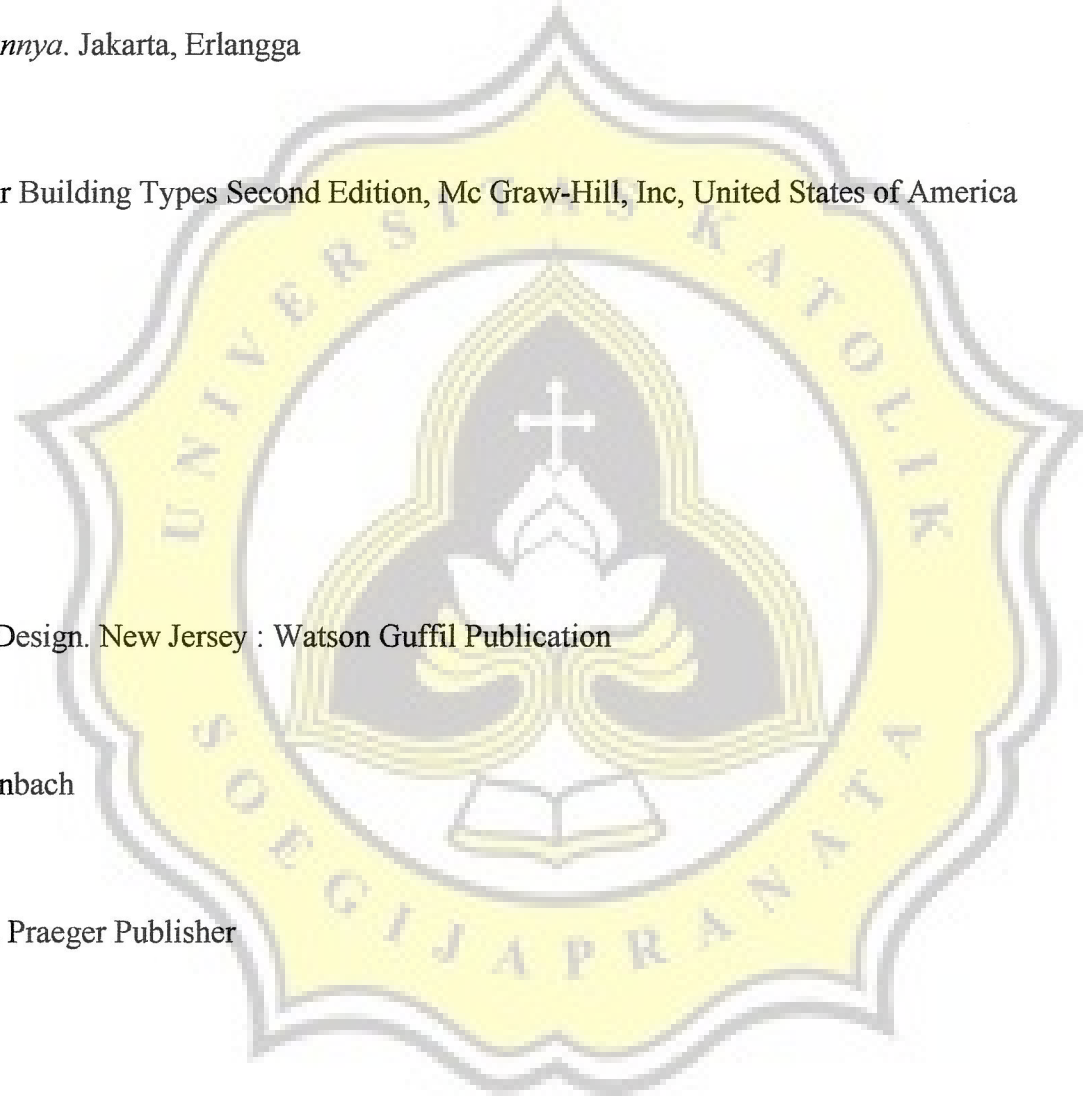 nnya. Jakarta, Erlangga
r Building Types Second Edition, Mc Graw-Hill, Inc, United States of America
UNIVERSITAS KATOLIK
Design. New Jersey : Watson Guffil Publication
nbach
SOEGIJAPRANATA
Praeger Publisher